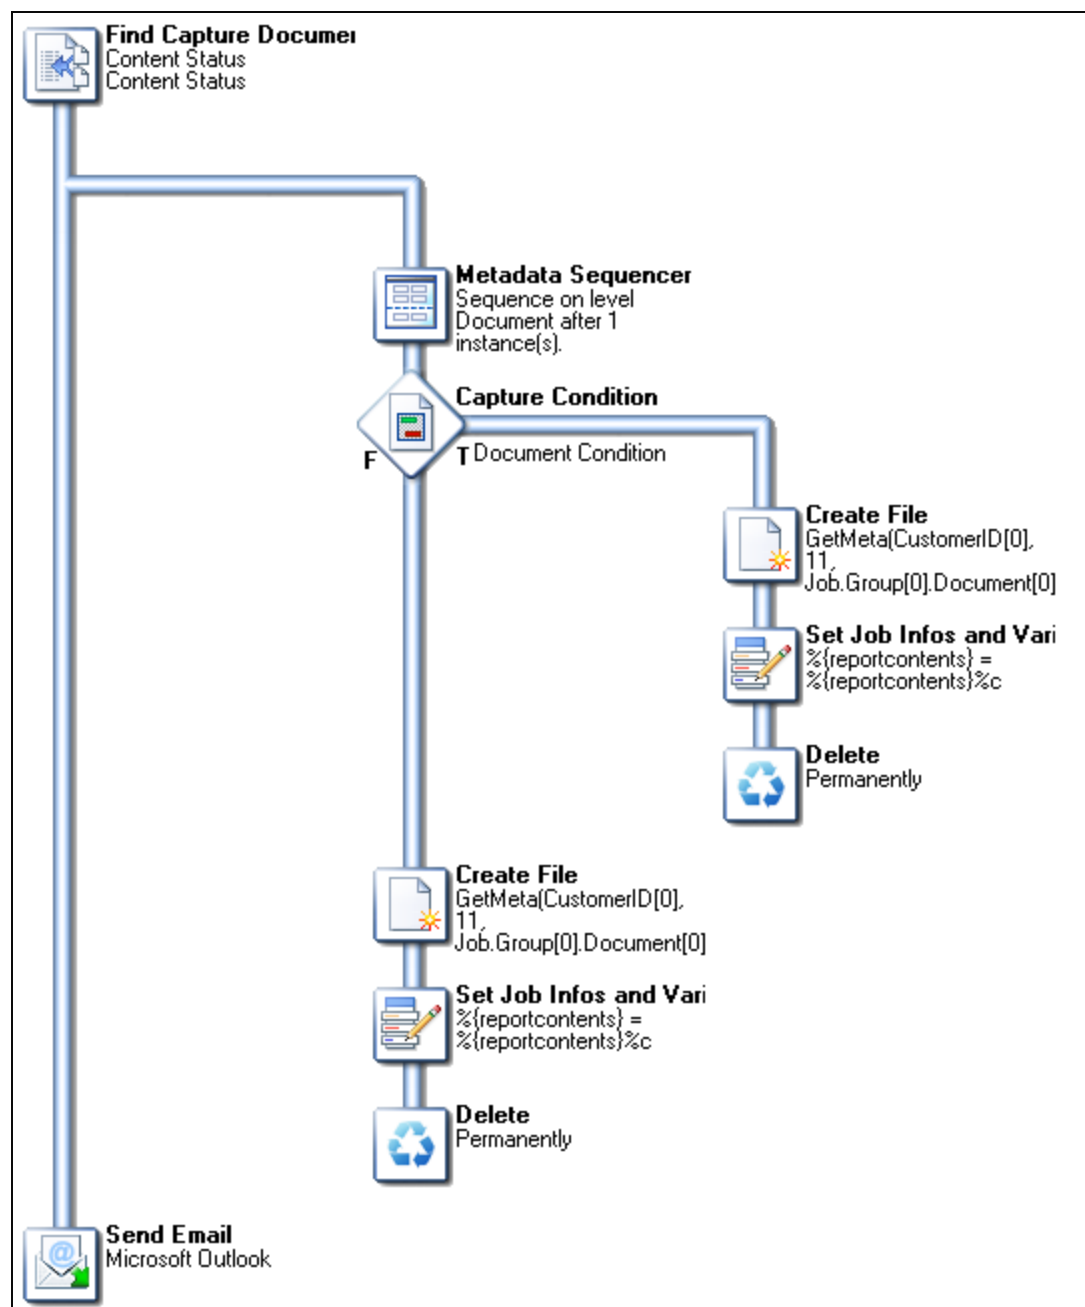 Find Capture Documer
Content Status
Content Status
Metadata Sequencer
Sequence on level
Document after 1
instance(s).
Capture Condition
F
T Document Condition
Create File
GetMeta(CustomerID[0],
11,
Job.Group[0].Document[0]
Set Job Infos and Vari
%{reportcontents} =
%{reportcontents}%c
Delete
Permanently
Create File
GetMeta(CustomerID[0],
11,
Job.Group[0].Document[0]
Set Job Infos and Vari
%{reportcontents} =
%{reportcontents}%c
Delete
Permanently
Send Email
Microsoft Outlook